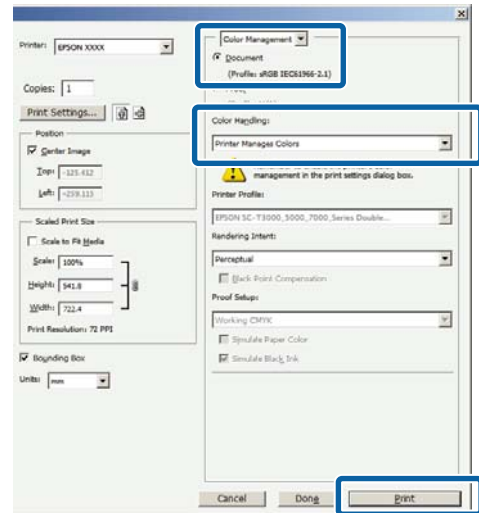 Printer: EPSON XXXX
Copies: 1
Print Settings...
Position
Center Image
Top: -125.412
Left: -259.113
Scaled Print Size
Scale to Fit Media
Scale: 100%
Height: 541.8
Width: 722.4
Print Resolution: 72 PPI
Bounding Box
Units: mm
Color Management
Document
(Profile: sRGB IEC61966-2.1)
Color Handling:
Printer Manages Colors
management in the print settings dialog box.
Printer Profile:
EPSON SC-T3000_5000_7000_Series Double...
Rendering Intent:
Perceptual
Black Point Compensation
Proof Setup:
Working CMYK
Simulate Paper Color
Simulate Black Ink
Cancel
Done
Print